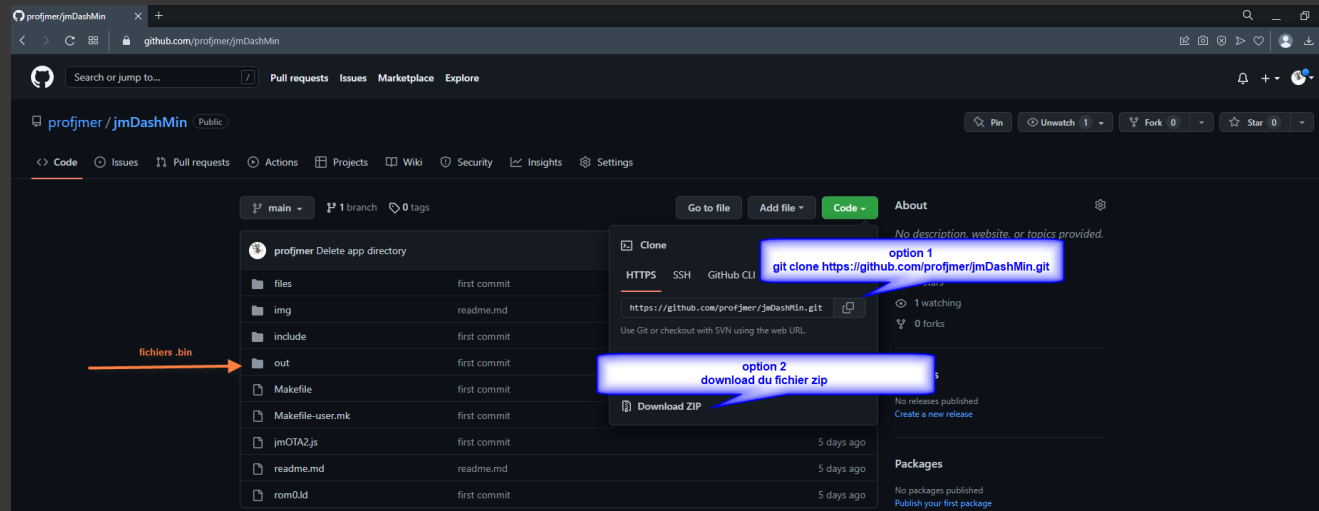 profjmer/jmDashMin
github.com/profjmer/jmDashMin
Search or jump to... /
Pull requests Issues Marketplace Explore
profjmer / jmDashMin Public
Pin Unwatch 1 Fork 0 Star 0
Code Issues Pull requests Actions Projects Wiki Security Insights Settings
main 1 branch 0 tags Go to file Add file Code
About
No description, website, or topics provided.
profjmer Delete app directory
Clone
option 1
git clone https://github.com/profjmer/jmDashMin.git
HTTPS SSH GitHub CLI
files first commit
img readme.md
https://github.com/profjmer/jmDashMin.git
1 watching
0 forks
Use Git or checkout with SVN using the web URL.
include first commit
fichiers .bin
out first commit
option 2
download du fichier zip
Makefile first commit
Download ZIP
No releases published
Create a new release
Makefile-user.mk first commit
jmOTA2.js first commit 5 days ago
readme.md readme.md 5 days ago
rom0.ld first commit 5 days ago
Packages
No packages published
Publish your first package